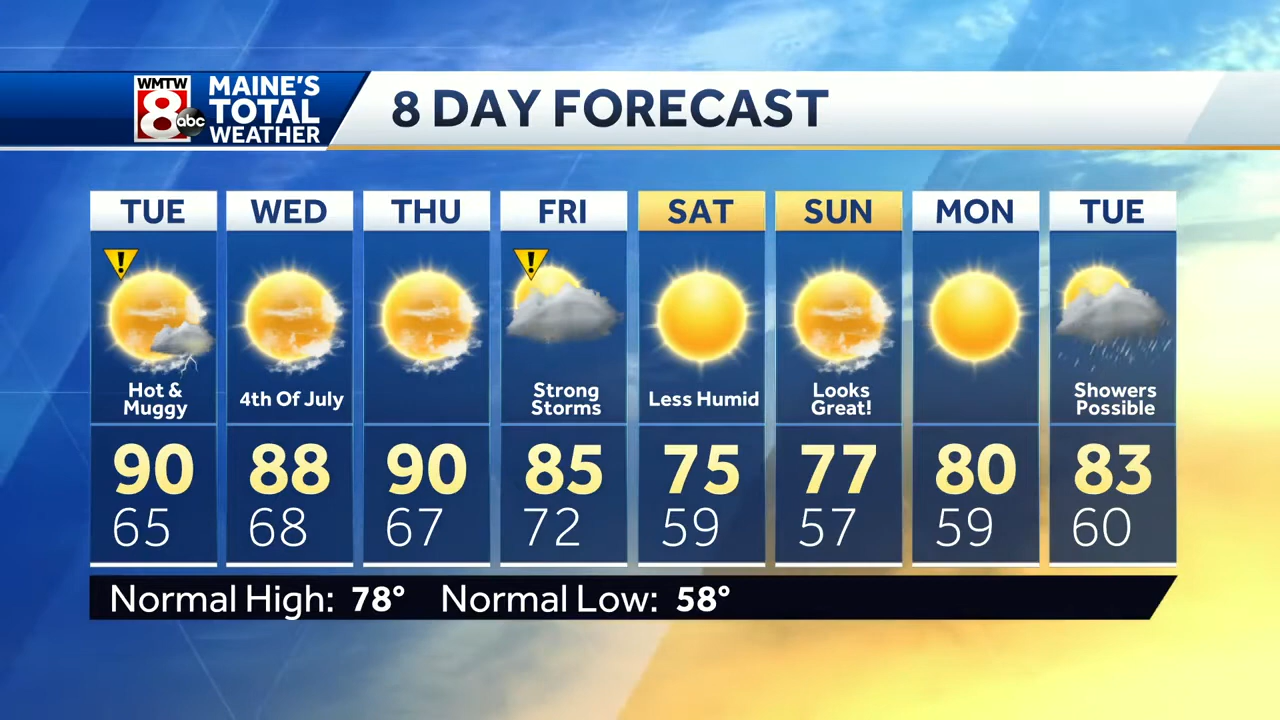 WMTW
8
abc
MAINE'S
TOTAL
WEATHER
8 DAY FORECAST
TUE WED THU FRI SAT SUN MON TUE
! !
Hot &
Muggy
4th Of July
Strong
Storms
Less Humid
Looks
Great!
Showers
Possible
90 88 90 85 75 77 80 83
65 68 67 72 59 57 59 60
Normal High: 78° Normal Low: 58°